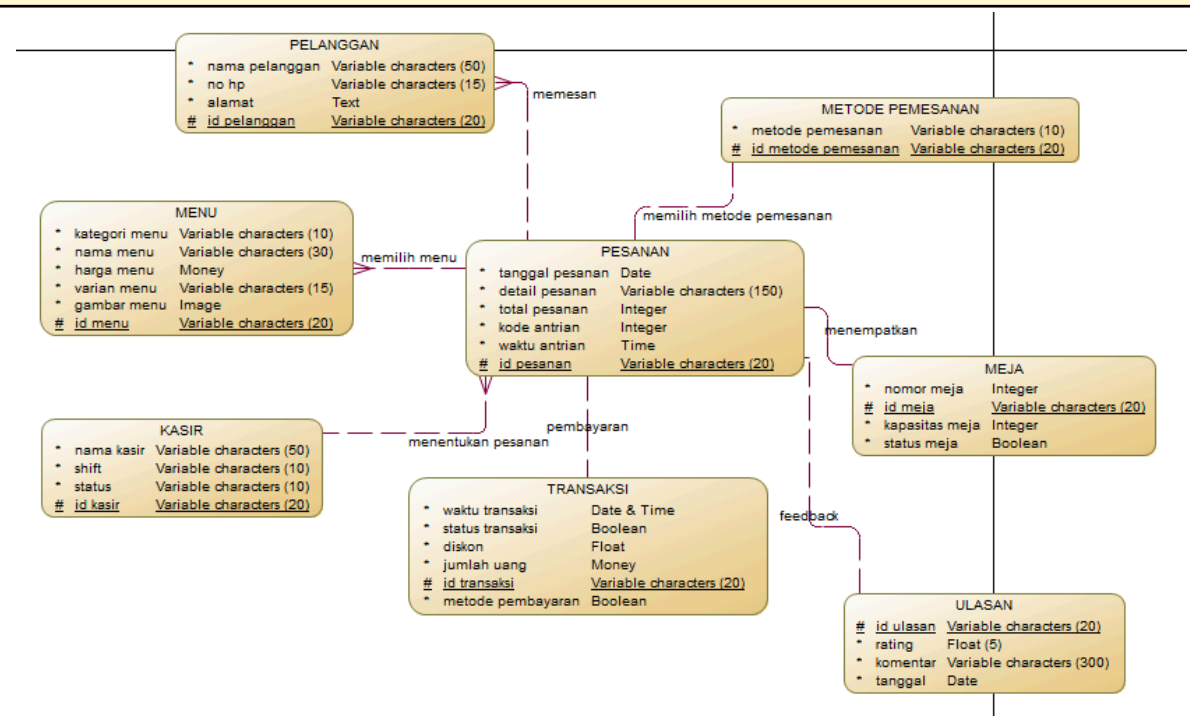 PELANGGAN
* nama pelanggan Variable characters (50)
* no hp Variable characters (15)
* alamat Text
# id pelanggan Variable characters (20)
memesan
METODE PEMESANAN
* metode pemesanan Variable characters (10)
# id metode pemesanan Variable characters (20)
memilih metode pemesanan
MENU
* kategori menu Variable characters (10)
* nama menu Variable characters (30)
* harga menu Money
* varian menu Variable characters (15)
* gambar menu Image
# id menu Variable characters (20)
memilih menu
PESANAN
* tanggal pesanan Date
* detail pesanan Variable characters (150)
* total pesanan Integer
* kode antrian Integer
* waktu antrian Time
# id pesanan Variable characters (20)
menempatkan
MEJA
* nomor meja Integer
# id meja Variable characters (20)
* kapasitas meja Integer
* status meja Boolean
KASIR
* nama kasir Variable characters (50)
* shift Variable characters (10)
* status Variable characters (10)
# id kasir Variable characters (20)
menentukan pesanan
pembayaran
TRANSAKSI
* waktu transaksi Date & Time
* status transaksi Boolean
* diskon Float
* jumlah uang Money
# id transaksi Variable characters (20)
* metode pembayaran Boolean
feedback
ULASAN
# id ulasan Variable characters (20)
* rating Float (5)
* komentar Variable characters (300)
* tanggal Date